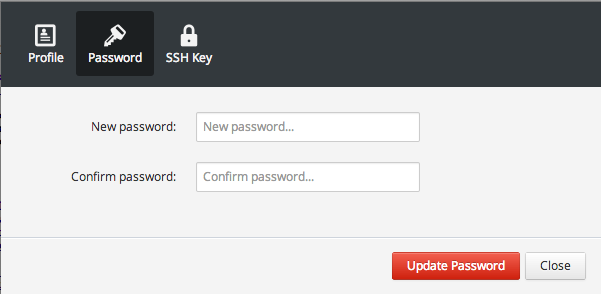 Profile Password SSH Key
New password: New password...
Confirm password: Confirm password...
Update Password Close